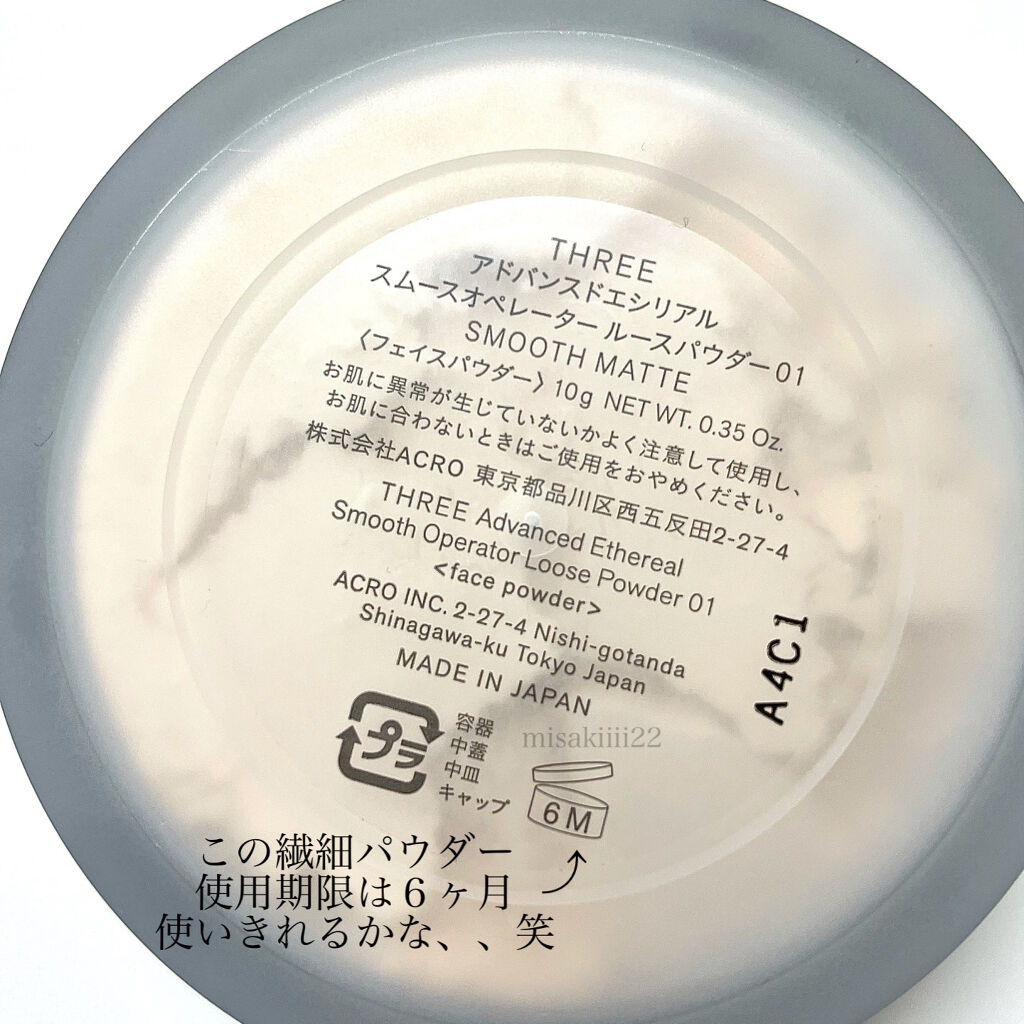 THREE
アドバンスドエシリアル
スムースオペレーター ルースパウダー 01
SMOOTH MATTE
〈フェイスパウダー〉 10g NET WT. 0.35 Oz.
お肌に異常が生じていないかよく注意して使用し、
お肌に合わないときはご使用をおやめください。
株式会社ACRO 東京都品川区西五反田2-27-4
THREE Advanced Ethereal
Smooth Operator Loose Powder 01
<face powder>
ACRO INC. 2-27-4 Nishi-gotanda
Shinagawa-ku Tokyo Japan
MADE IN JAPAN
A4C1
プラ
容器
中蓋
中皿
キャップ
misakiiii22
6M
この繊細パウダー
使用期限は6ヶ月
使いきれるかな、、笑